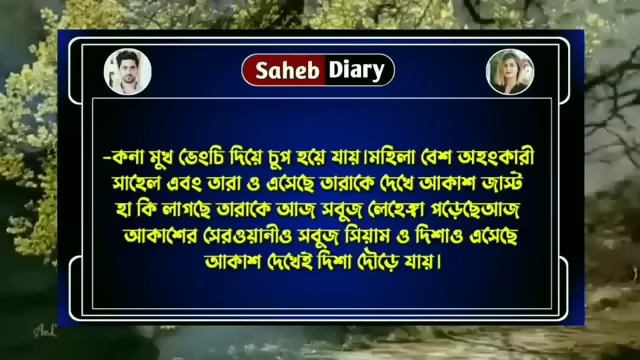 Saheb Diary
-কনা মুখ ভেংচি দিয়ে চুপ হয়ে যায়।মহিলা বেশ অহংকারী
সাহেল এবং তারা ও এসেছে তারাকে দেখে আকাশ জাস্ট
হা কি লাগছে তারাকে আজ সবুজ লেহেঙ্গা পড়েছেআজ
আকাশের সেরওয়ানীও সবুজ সিয়াম ও দিশাও এসেছে
আকাশ দেখেই দিশা দৌড়ে যায়।